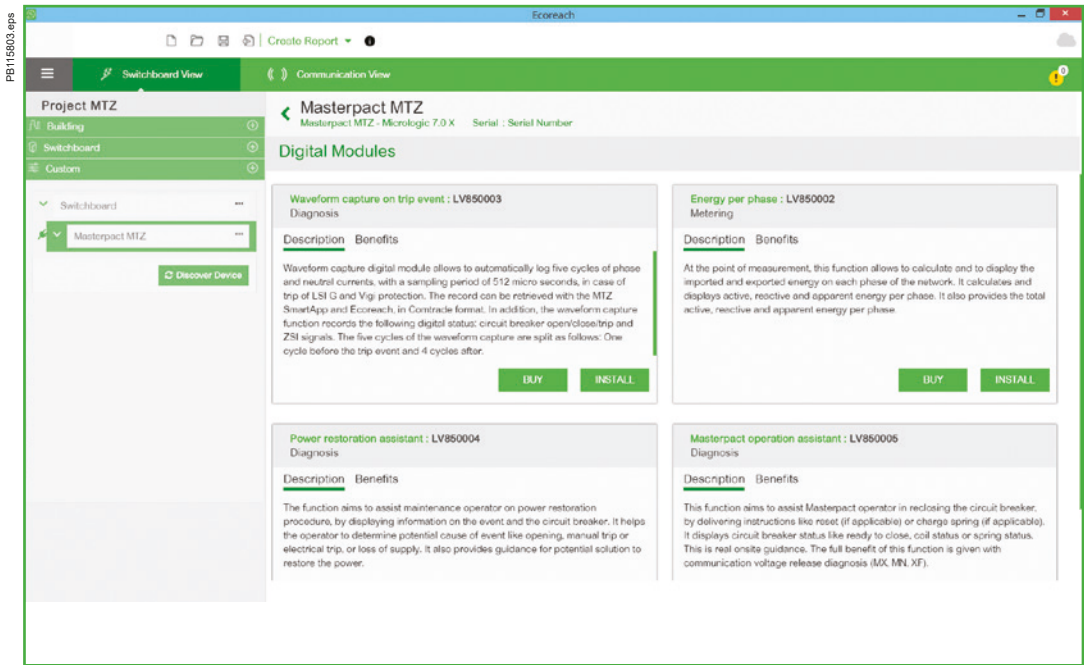 PB115803.eps
Ecoreach
Create Report
Switchboard View
Communication View
0
Project MTZ
Building
Switchboard
Custom
Switchboard
Masterpact MTZ
Discover Device
Masterpact MTZ
Masterpact MTZ - Micrologic 7.0 X Serial : Serial Number
Digital Modules
Waveform capture on trip event : LV850003
Diagnosis
Description Benefits
Waveform capture digital module allows to automatically log five cycles of phase
and neutral currents, with a sampling period of 512 micro seconds, in case of
trip of LSI G and Vigi protection. The record can be retrieved with the MTZ
SmartApp and Ecoreach, in Comtrade format. In addition, the waveform capture
function records the following digital status: circuit breaker open/close/trip and
ZSI signals. The five cycles of the waveform capture are split as follows: One
cycle before the trip event and 4 cycles after.
BUY INSTALL
Energy per phase : LV850002
Metering
Description Benefits
At the point of measurement, this function allows to calculate and to display the
imported and exported energy on each phase of the network. It calculates and
displays active, reactive and apparent energy per phase. It also provides the total
active, reactive and apparent energy per phase.
BUY INSTALL
Power restoration assistant : LV850004
Diagnosis
Description Benefits
The function aims to assist maintenance operator on power restoration
procedure, by displaying information on the event and the circuit breaker. It helps
the operator to determine potential cause of event like opening, manual trip or
electrical trip, or loss of supply. It also provides guidance for potential solution to
restore the power.
Masterpact operation assistant : LV850005
Diagnosis
Description Benefits
This function aims to assist Masterpact operator in reclosing the circuit breaker,
by delivering instructions like reset (if applicable) or charge spring (if applicable).
It displays circuit breaker status like ready to close, coil status or spring status.
This is real onsite guidance. The full benefit of this function is given with
communication voltage release diagnosis (MX, MN, XF).